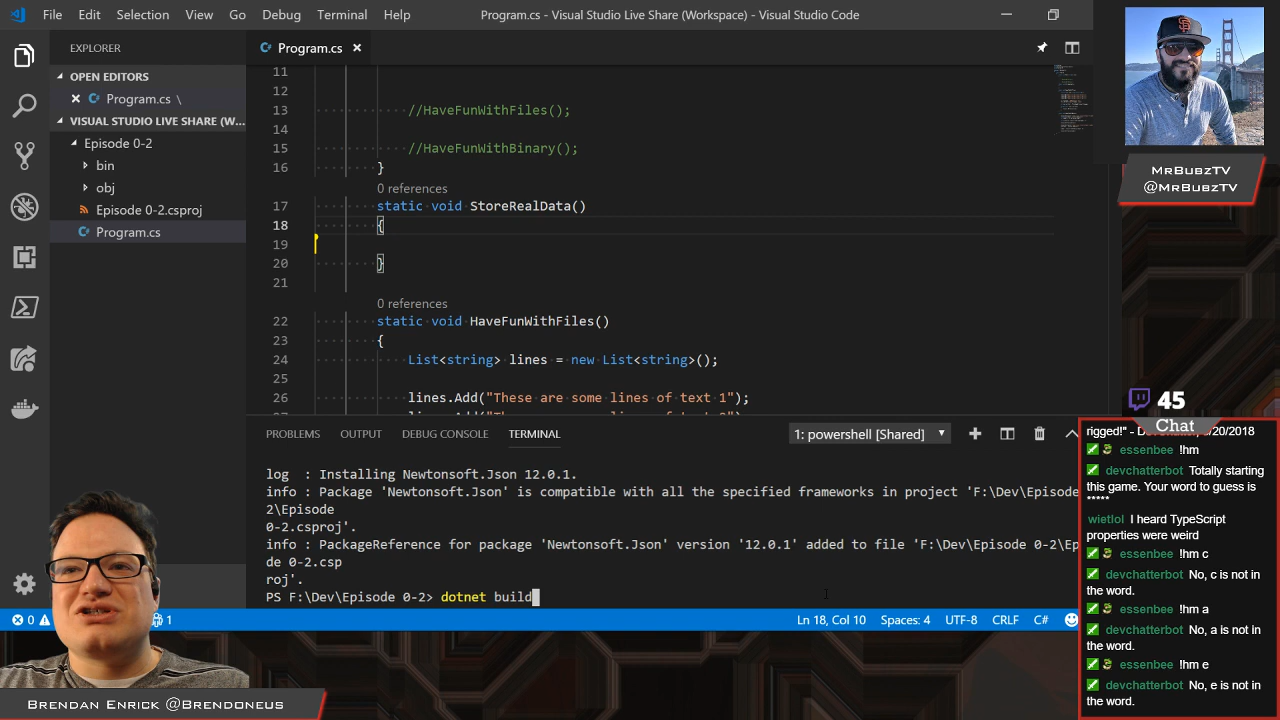 File Edit Selection View Go Debug Terminal Help
Program.cs - Visual Studio Live Share (Workspace) - Visual Studio Code
EXPLORER
OPEN EDITORS
Program.cs \
VISUAL STUDIO LIVE SHARE (W...
Episode 0-2
bin
obj
Episode 0-2.csproj
Program.cs
Program.cs
11
12
13 //HaveFunWithFiles();
14
15 //HaveFunWithBinary();
16 }
0 references
17 static void StoreRealData()
18 {
19
20 }
21
0 references
22 static void HaveFunWithFiles()
23 {
24 List<string> lines = new List<string>();
25
26 lines.Add("These are some lines of text 1");
PROBLEMS OUTPUT DEBUG CONSOLE TERMINAL
1: powershell [Shared]
log : Installing Newtonsoft.Json 12.0.1.
info : Package 'Newtonsoft.Json' is compatible with all the specified frameworks in project 'F:\Dev\Episode
2\Episode
0-2.csproj'.
info : PackageReference for package 'Newtonsoft.Json' version '12.0.1' added to file 'F:\Dev\Episode 0-2\Ep
de 0-2.csp
roj'.
PS F:\Dev\Episode 0-2> dotnet build
0
1
Ln 18, Col 10 Spaces: 4 UTF-8 CRLF C#
MrBubzTV
@MrBubzTV
45
Chat
rigged!" - /20/2018
essenbee !hm
devchatterbot Totally starting
this game. Your word to guess is
*****
wietlol I heard TypeScript
properties were weird
essenbee !hm c
devchatterbot No, c is not in
the word.
essenbee !hm a
devchatterbot No, a is not in
the word.
essenbee !hm e
devchatterbot No, e is not in
the word.
Brendan Enrick @Brendoneus